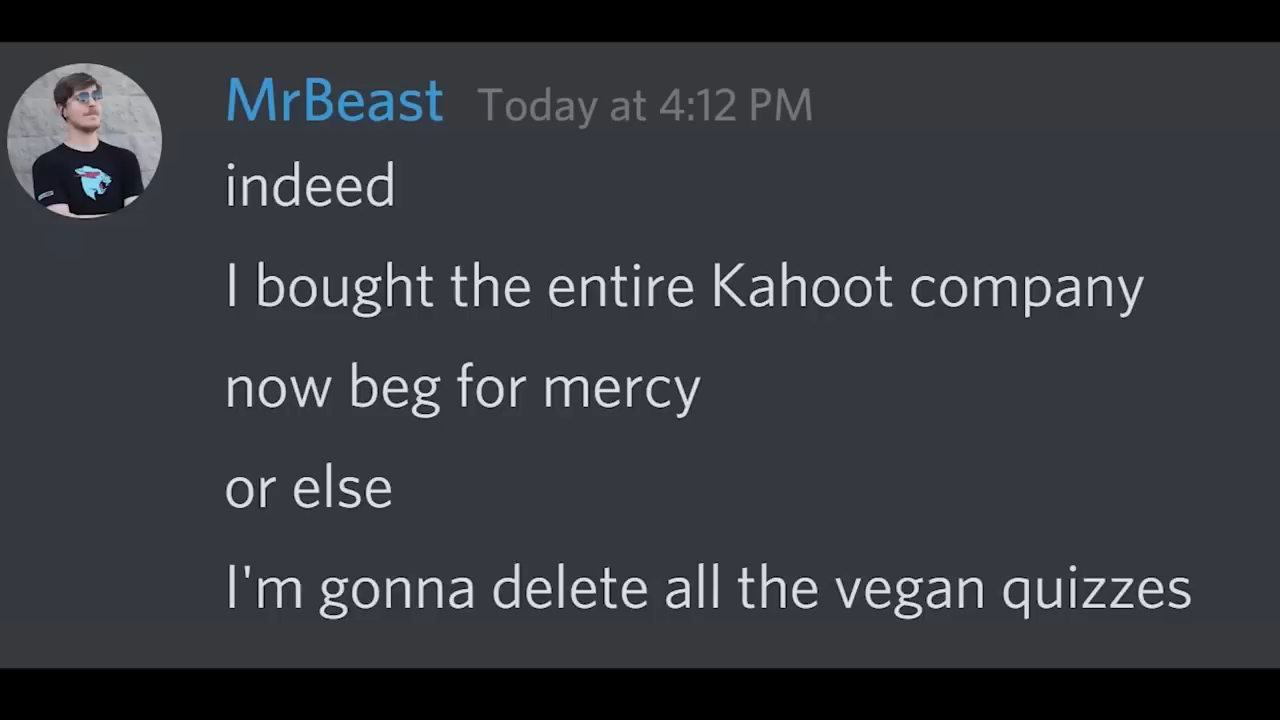 MrBeast Today at 4:12 PM
indeed
I bought the entire Kahoot company
now beg for mercy
or else
I'm gonna delete all the vegan quizzes